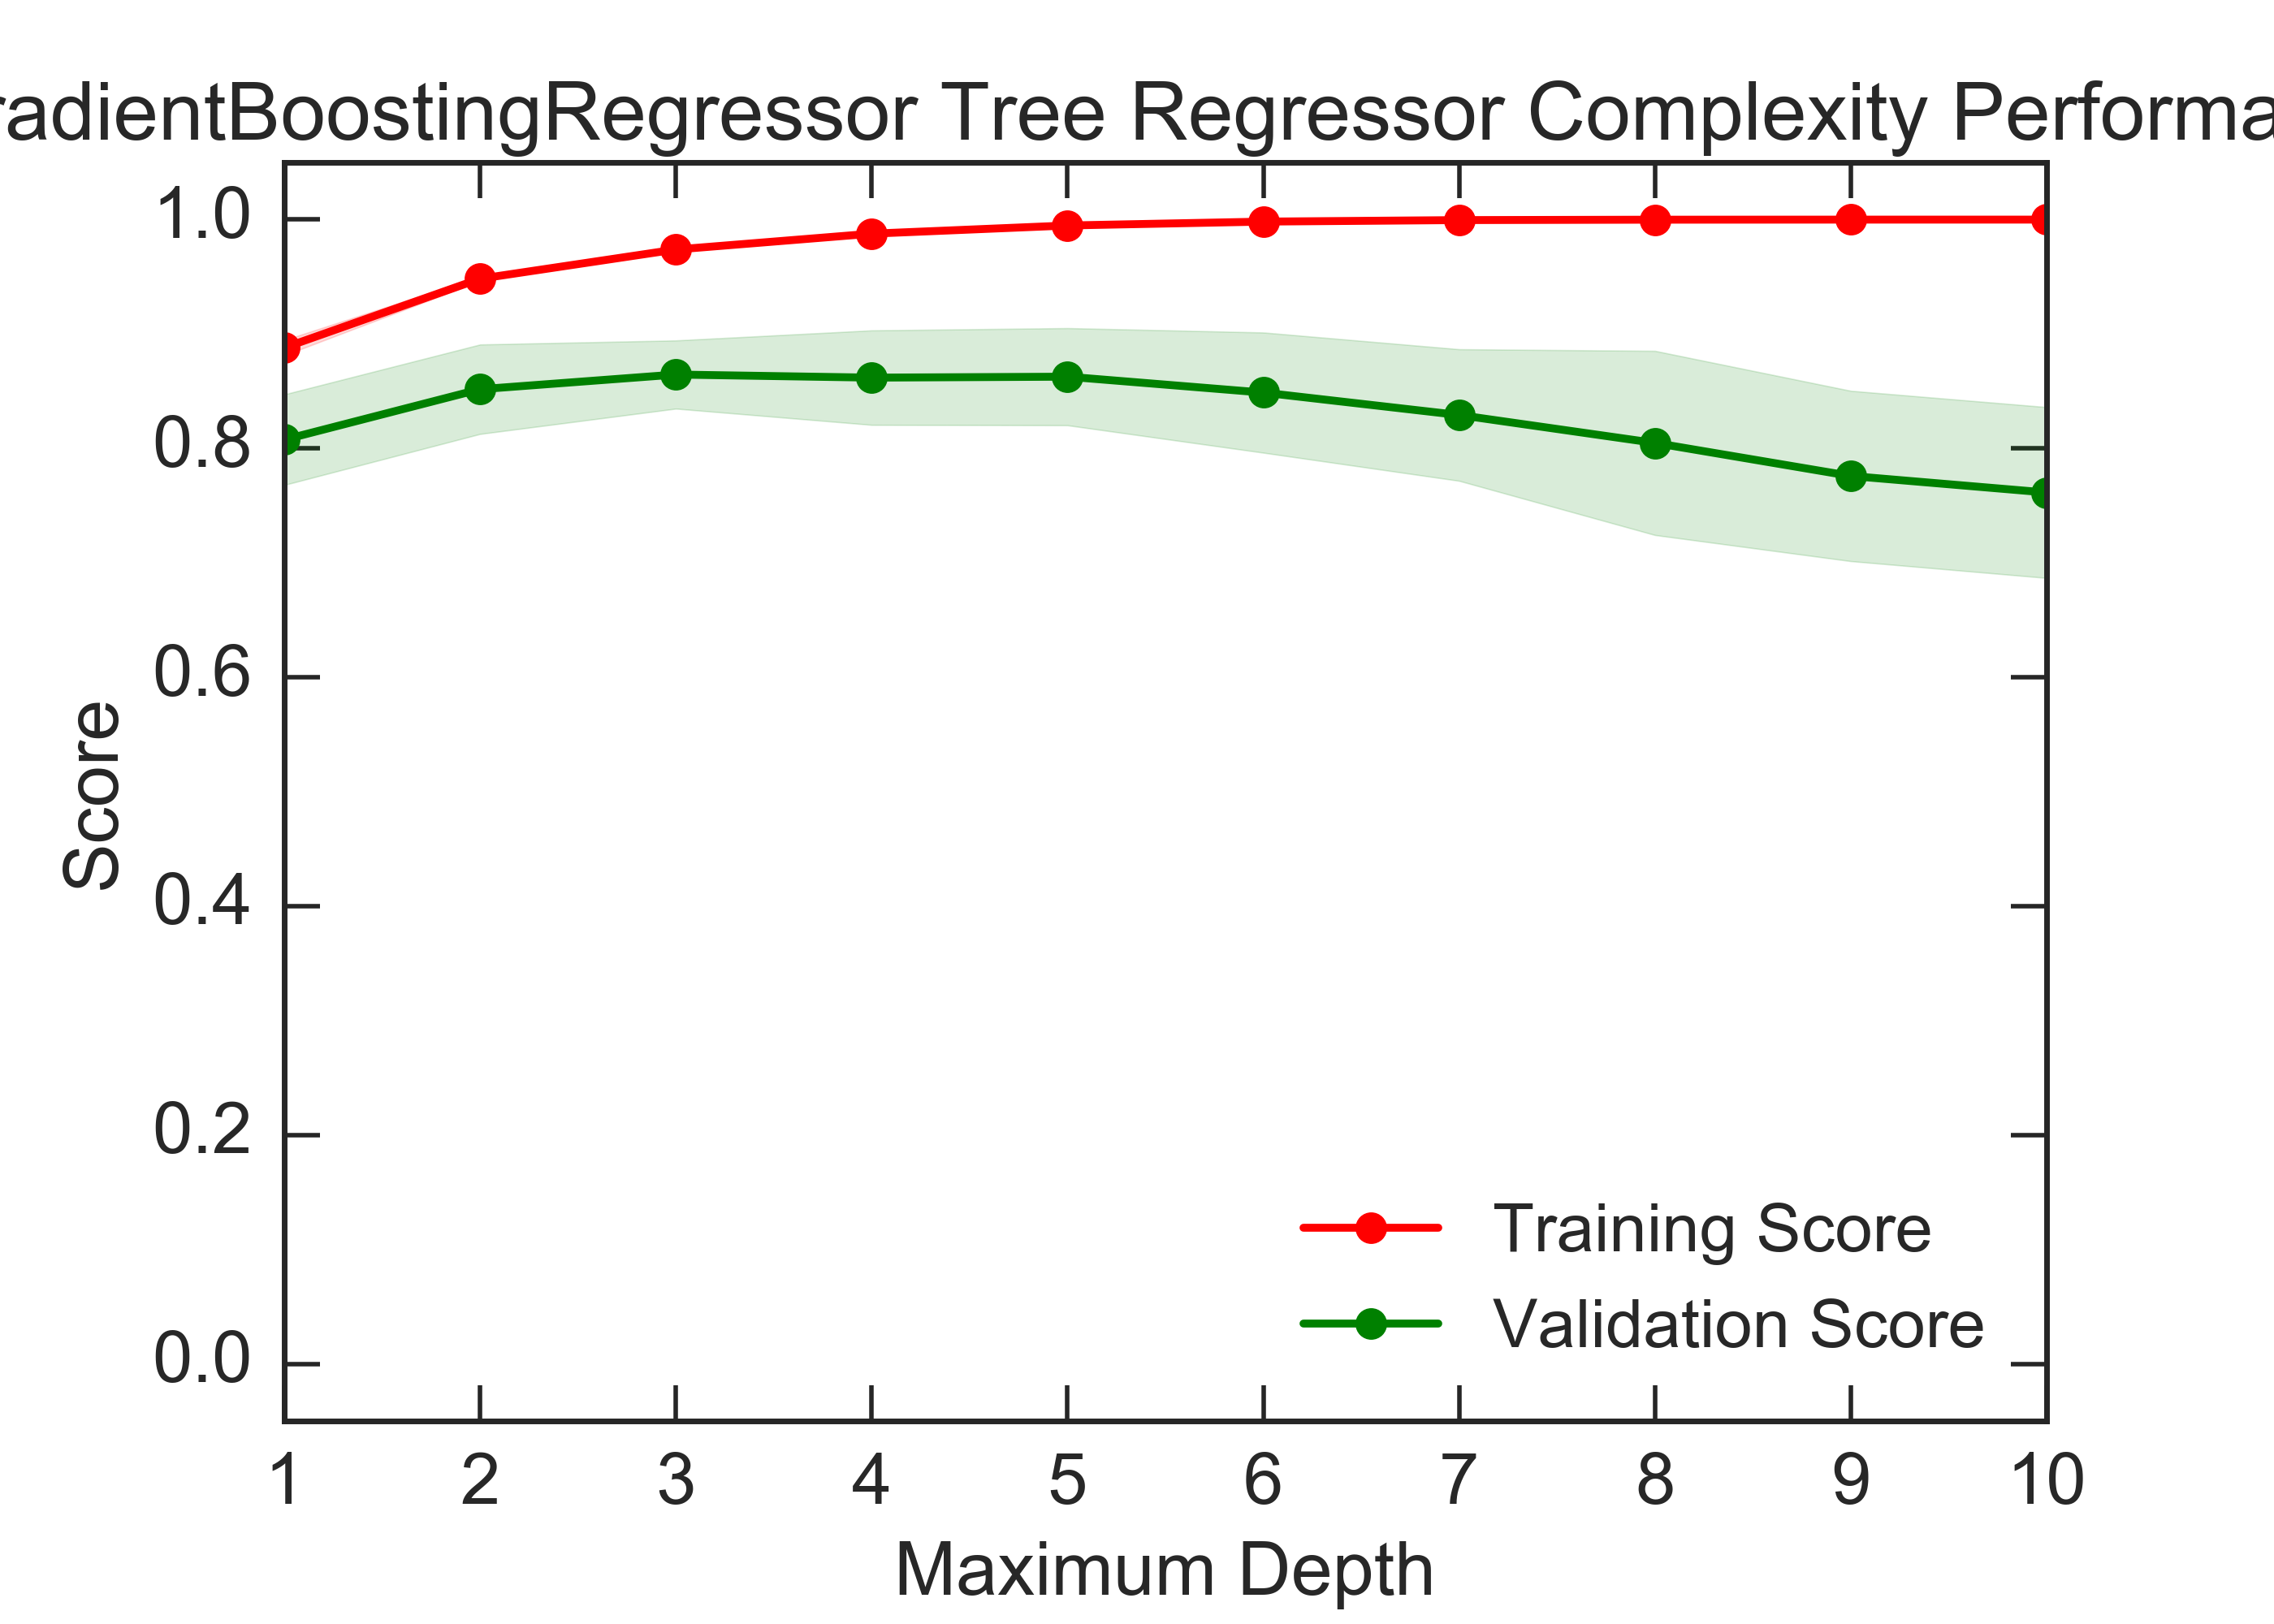 radientBoostingRegressor Tree Regressor Complexity Performa
1.0
0.8
0.6
0.4
0.2
0.0
Score
Training Score
Validation Score
1 2 3 4 5 6 7 8 9 10
Maximum Depth